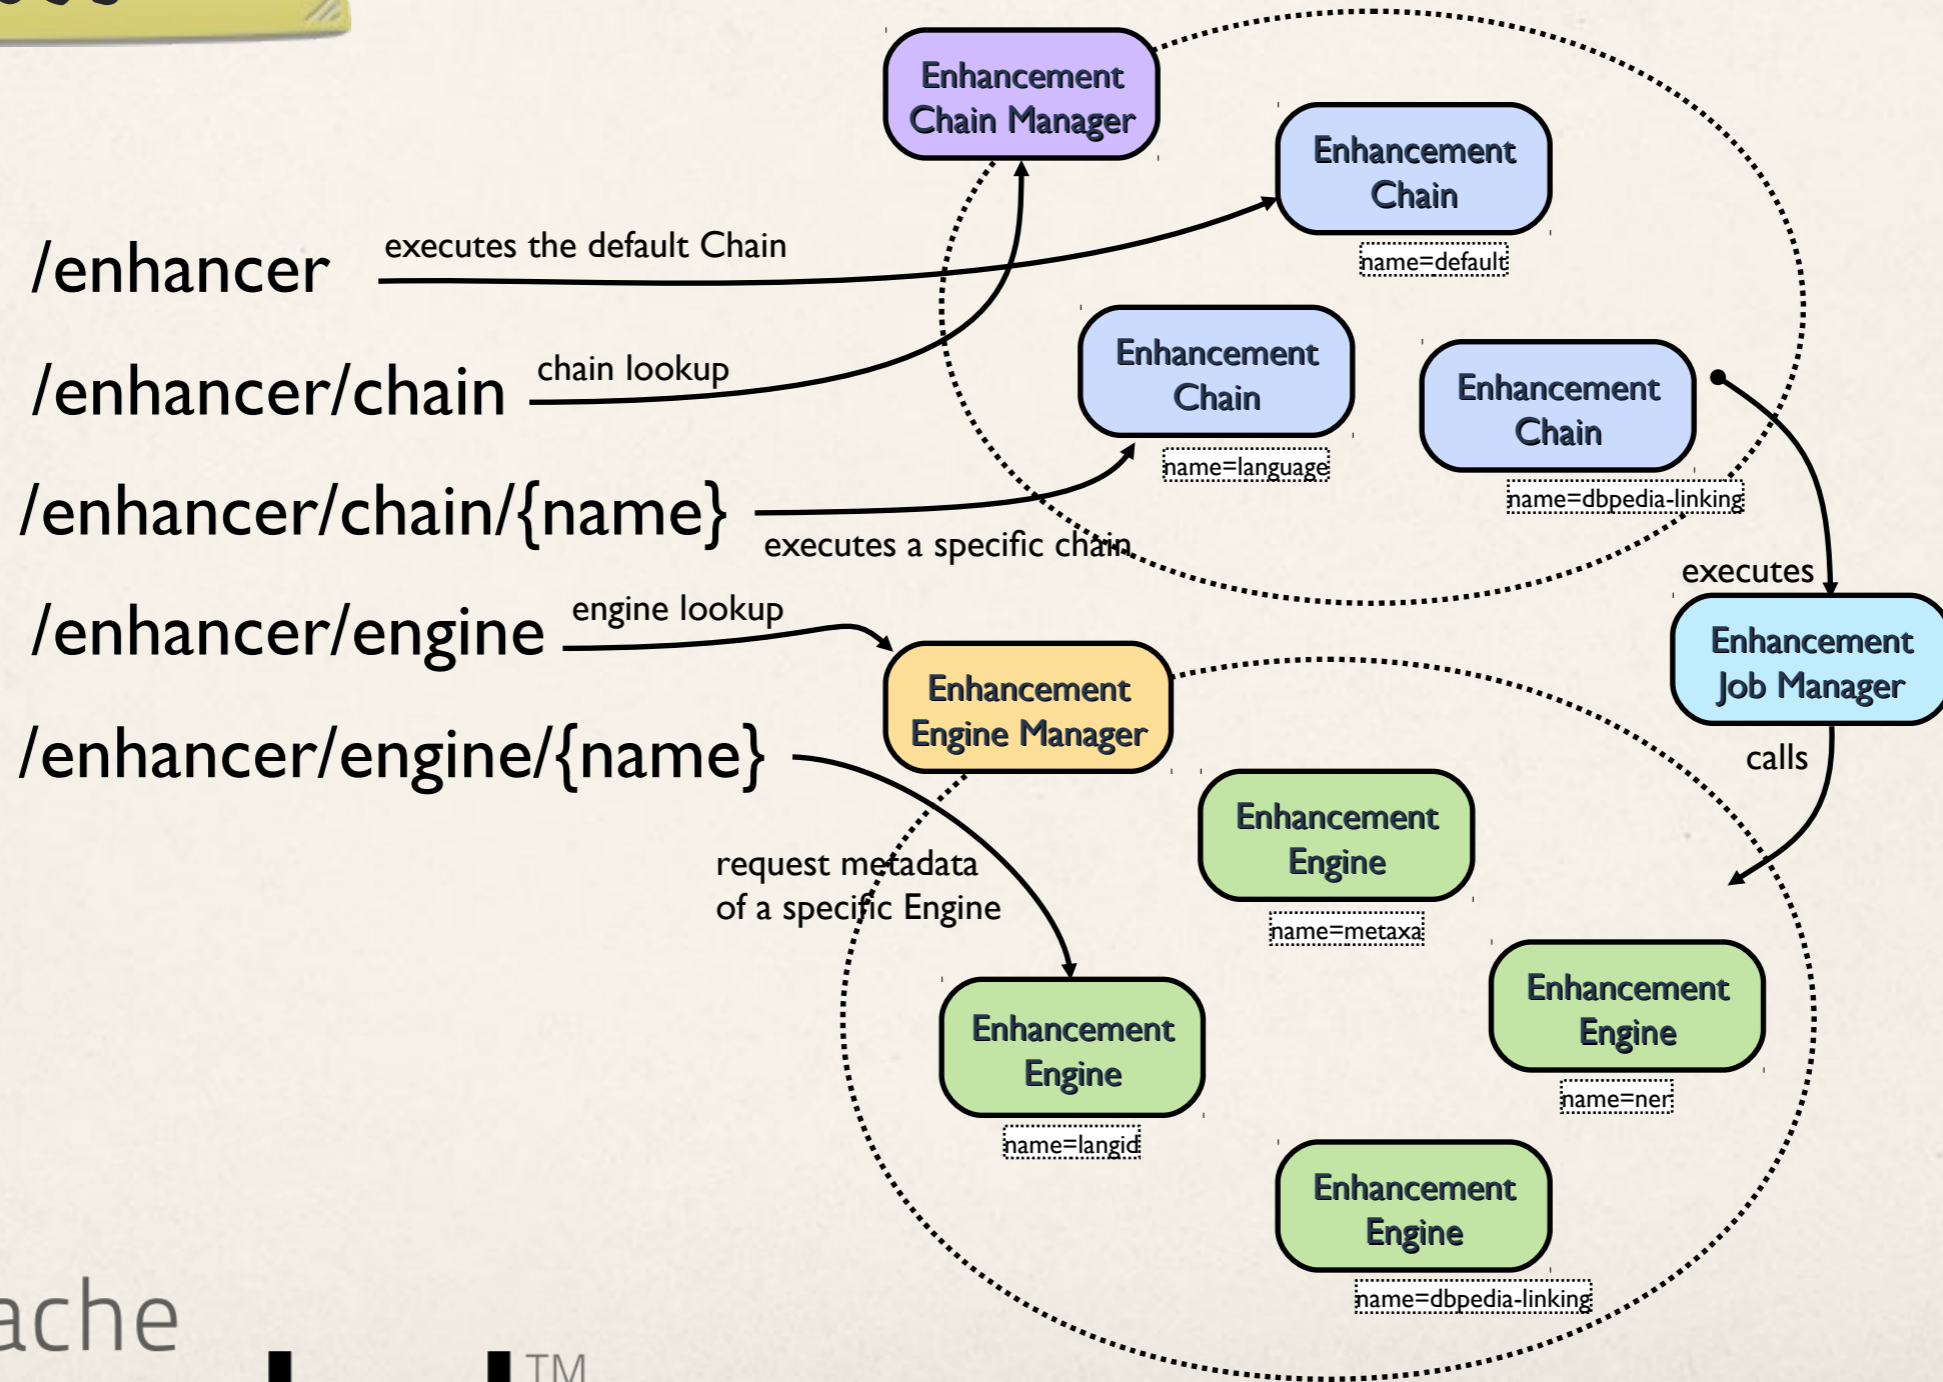 /enhancer
executes the default Chain
/enhancer/chain
chain lookup
/enhancer/chain/{name}
executes a specific chain
/enhancer/engine
engine lookup
/enhancer/engine/{name}
request metadata
of a specific Engine
Enhancement
Chain Manager
Enhancement
Chain
name=default
Enhancement
Chain
name=language
Enhancement
Chain
name=dbpedia-linking
executes
Enhancement
Job Manager
calls
Enhancement
Engine Manager
Enhancement
Engine
name=metaxa
Enhancement
Engine
name=ner
Enhancement
Engine
name=langid
Enhancement
Engine
name=dbpedia-linking
ache
TM